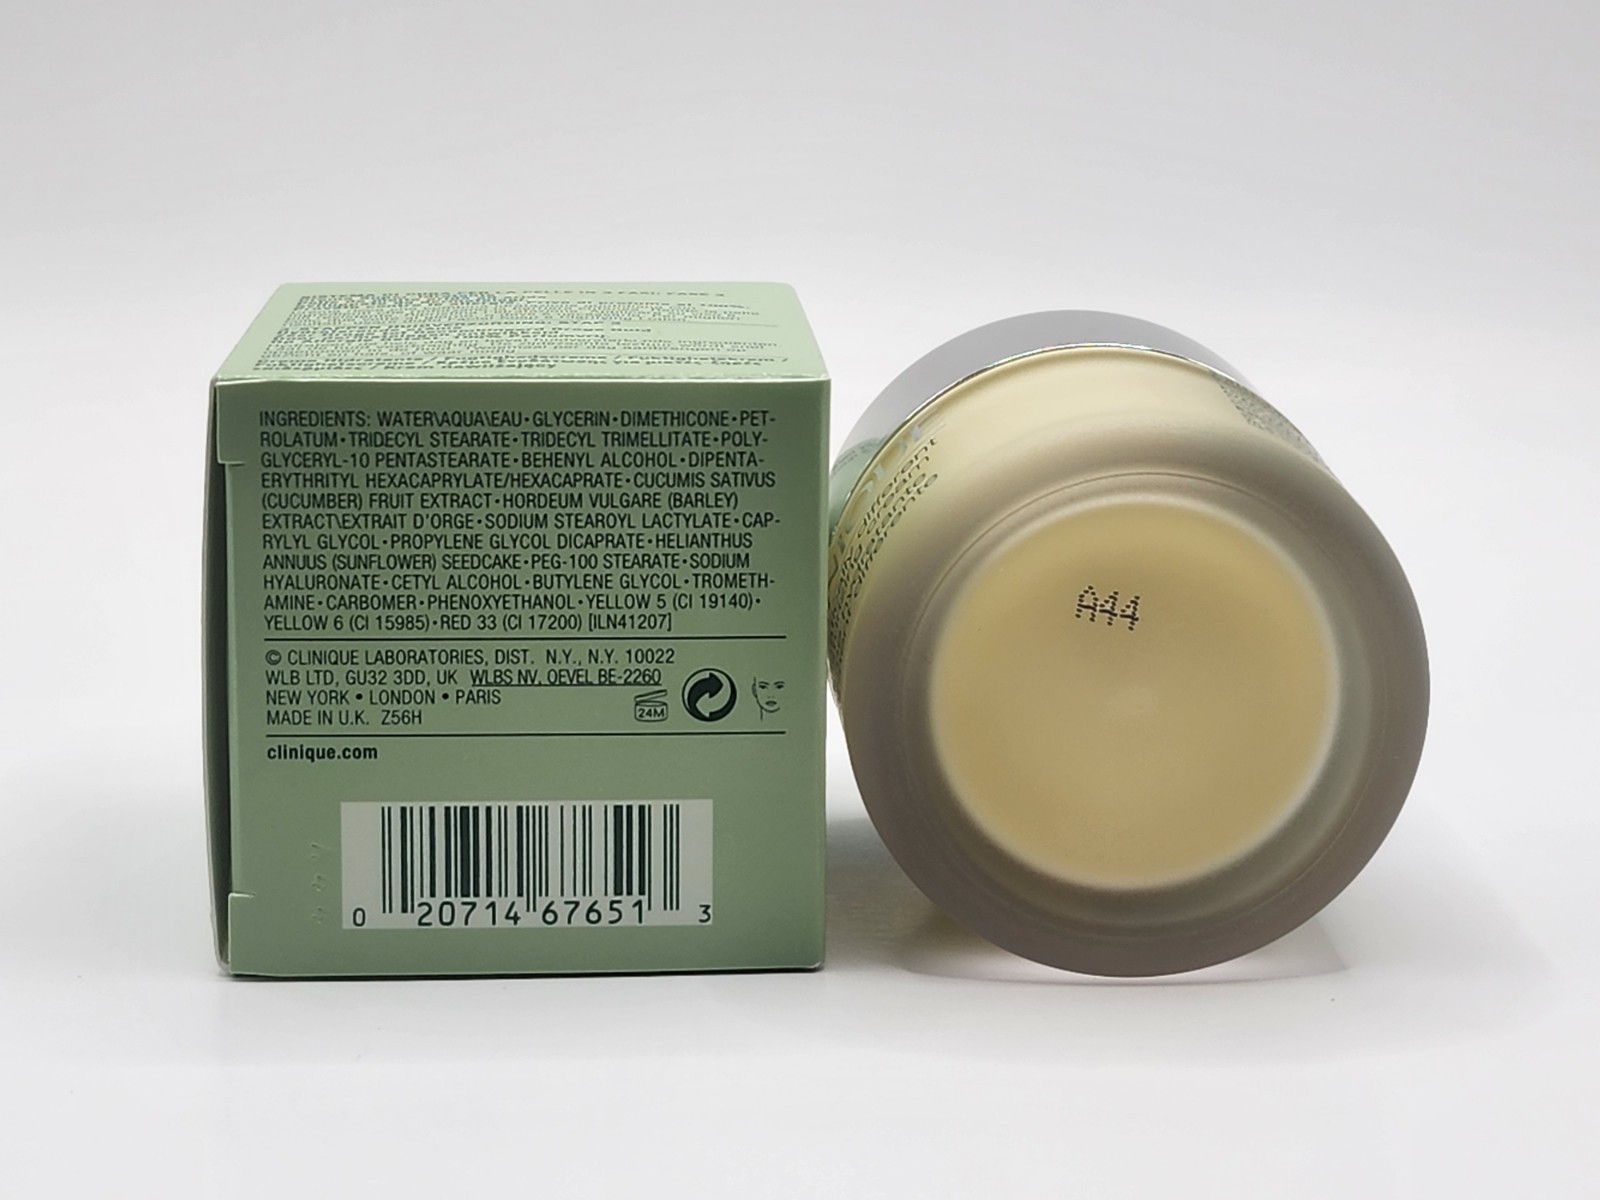 INGREDIENTS: WATER\AQUA\EAU • GLYCERIN • DIMETHICONE • PET-
ROLATUM • TRIDECYL STEARATE • TRIDECYL TRIMELLITATE • POLY-
GLYCERYL-10 PENTASTEARATE • BEHENYL ALCOHOL • DIPENTA-
ERYTHRITYL HEXACAPRYLATE/HEXACAPRATE • CUCUMIS SATIVUS
(CUCUMBER) FRUIT EXTRACT • HORDEUM VULGARE (BARLEY)
EXTRACT\EXTRAIT D'ORGE • SODIUM STEAROYL LACTYLATE • CAP-
RYLYL GLYCOL • PROPYLENE GLYCOL DICAPRATE • HELIANTHUS
ANNUUS (SUNFLOWER) SEEDCAKE • PEG-100 STEARATE • SODIUM
HYALURONATE • CETYL ALCOHOL • BUTYLENE GLYCOL • TROMETH-
AMINE • CARBOMER • PHENOXYETHANOL • YELLOW 5 (CI 19140) •
YELLOW 6 (CI 15985) • RED 33 (CI 17200) [ILN41207]
© CLINIQUE LABORATORIES, DIST. N.Y., N.Y. 10022
WLB LTD, GU32 3DD, UK WLBS NV, OEVEL BE-2260
NEW YORK • LONDON • PARIS
MADE IN U.K. Z56H
24M
clinique.com
0 20714 67651 3
A44